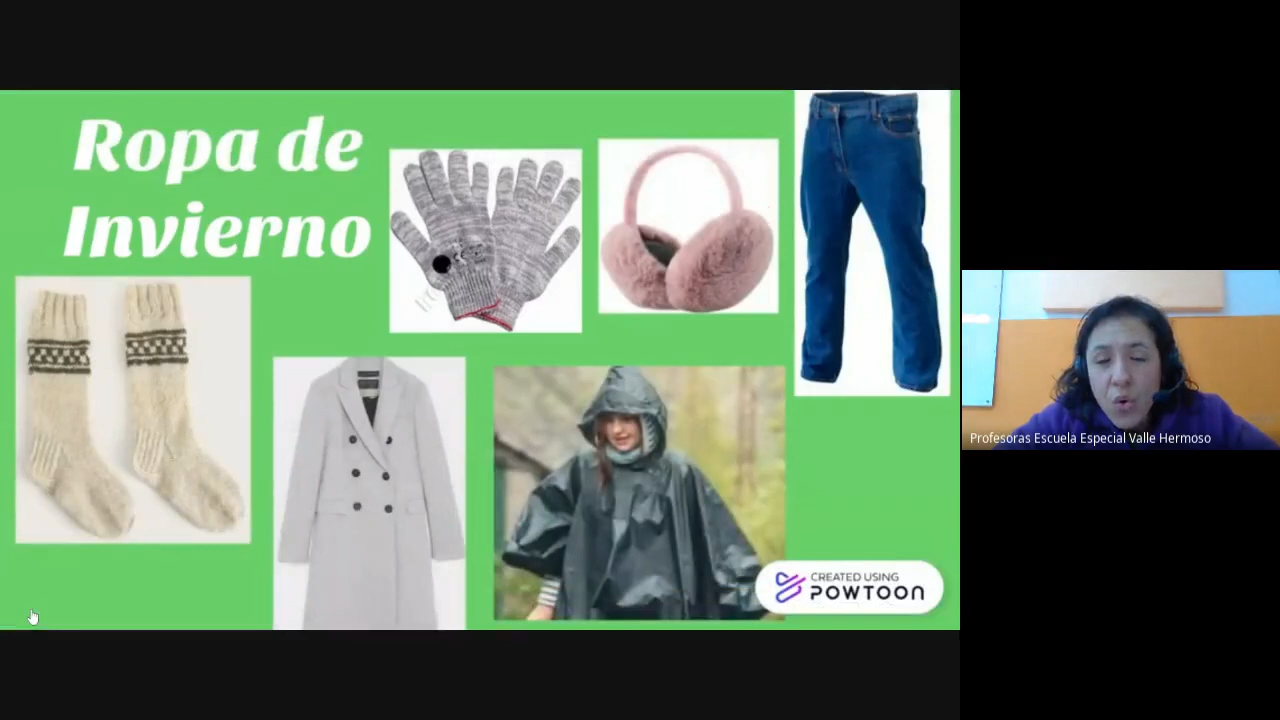 Ropa de
Invierno
CREATED USING
POWTOON
Profesoras Escuela Especial Valle Hermoso